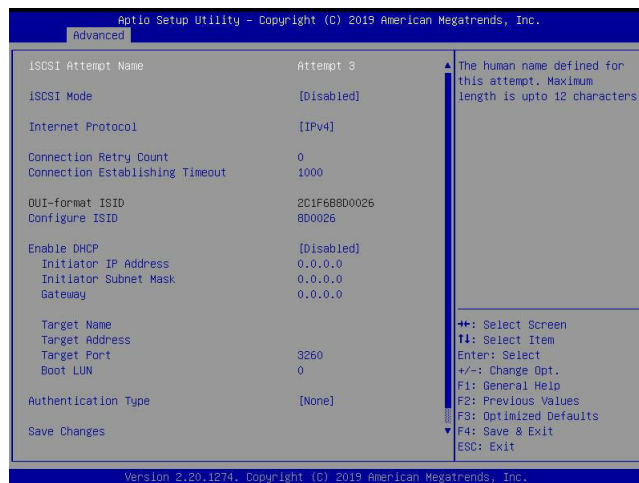 Aptio Setup Utility – Copyright (C) 2019 American Megatrends, Inc.
Advanced
iSCSI Attempt Name Attempt 3
iSCSI Mode [Disabled]
Internet Protocol [IPv4]
Connection Retry Count 0
Connection Establishing Timeout 1000
OUI-format ISID 2C1F6B8D0026
Configure ISID 8D0026
Enable DHCP [Disabled]
Initiator IP Address 0.0.0.0
Initiator Subnet Mask 0.0.0.0
Gateway 0.0.0.0
Target Name
Target Address
Target Port 3260
Boot LUN 0
Authentication Type [None]
Save Changes
The human name defined for
this attempt. Maximum
length is upto 12 characters
→←: Select Screen
↑↓: Select Item
Enter: Select
+/-: Change Opt.
F1: General Help
F2: Previous Values
F3: Optimized Defaults
F4: Save & Exit
ESC: Exit
Version 2.20.1274. Copyright (C) 2019 American Megatrends, Inc.